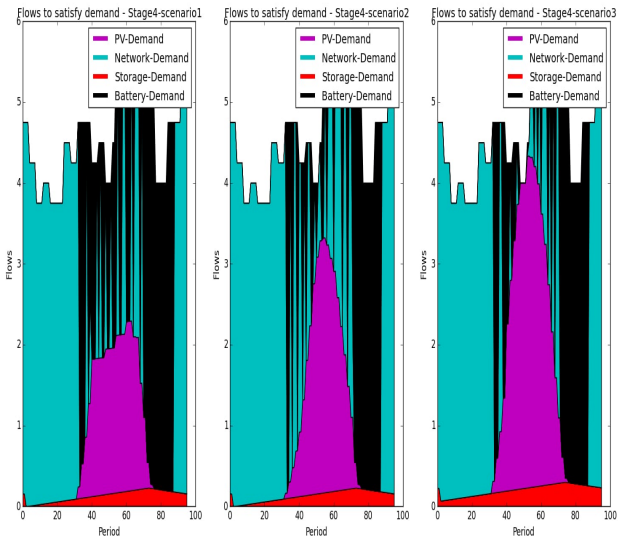 Flows to satisfy demand - Stage4-scenario1
6
5
4
3
2
1
0
Flows
PV-Demand
Network-Demand
Storage-Demand
Battery-Demand
0 20 40 60 80 100
Period
Flows to satisfy demand - Stage4-scenario2
6
5
4
3
2
1
0
Flows
PV-Demand
Network-Demand
Storage-Demand
Battery-Demand
0 20 40 60 80 100
Period
Flows to satisfy demand - Stage4-scenario3
6
5
4
3
2
1
0
Flows
PV-Demand
Network-Demand
Storage-Demand
Battery-Demand
0 20 40 60 80 100
Period